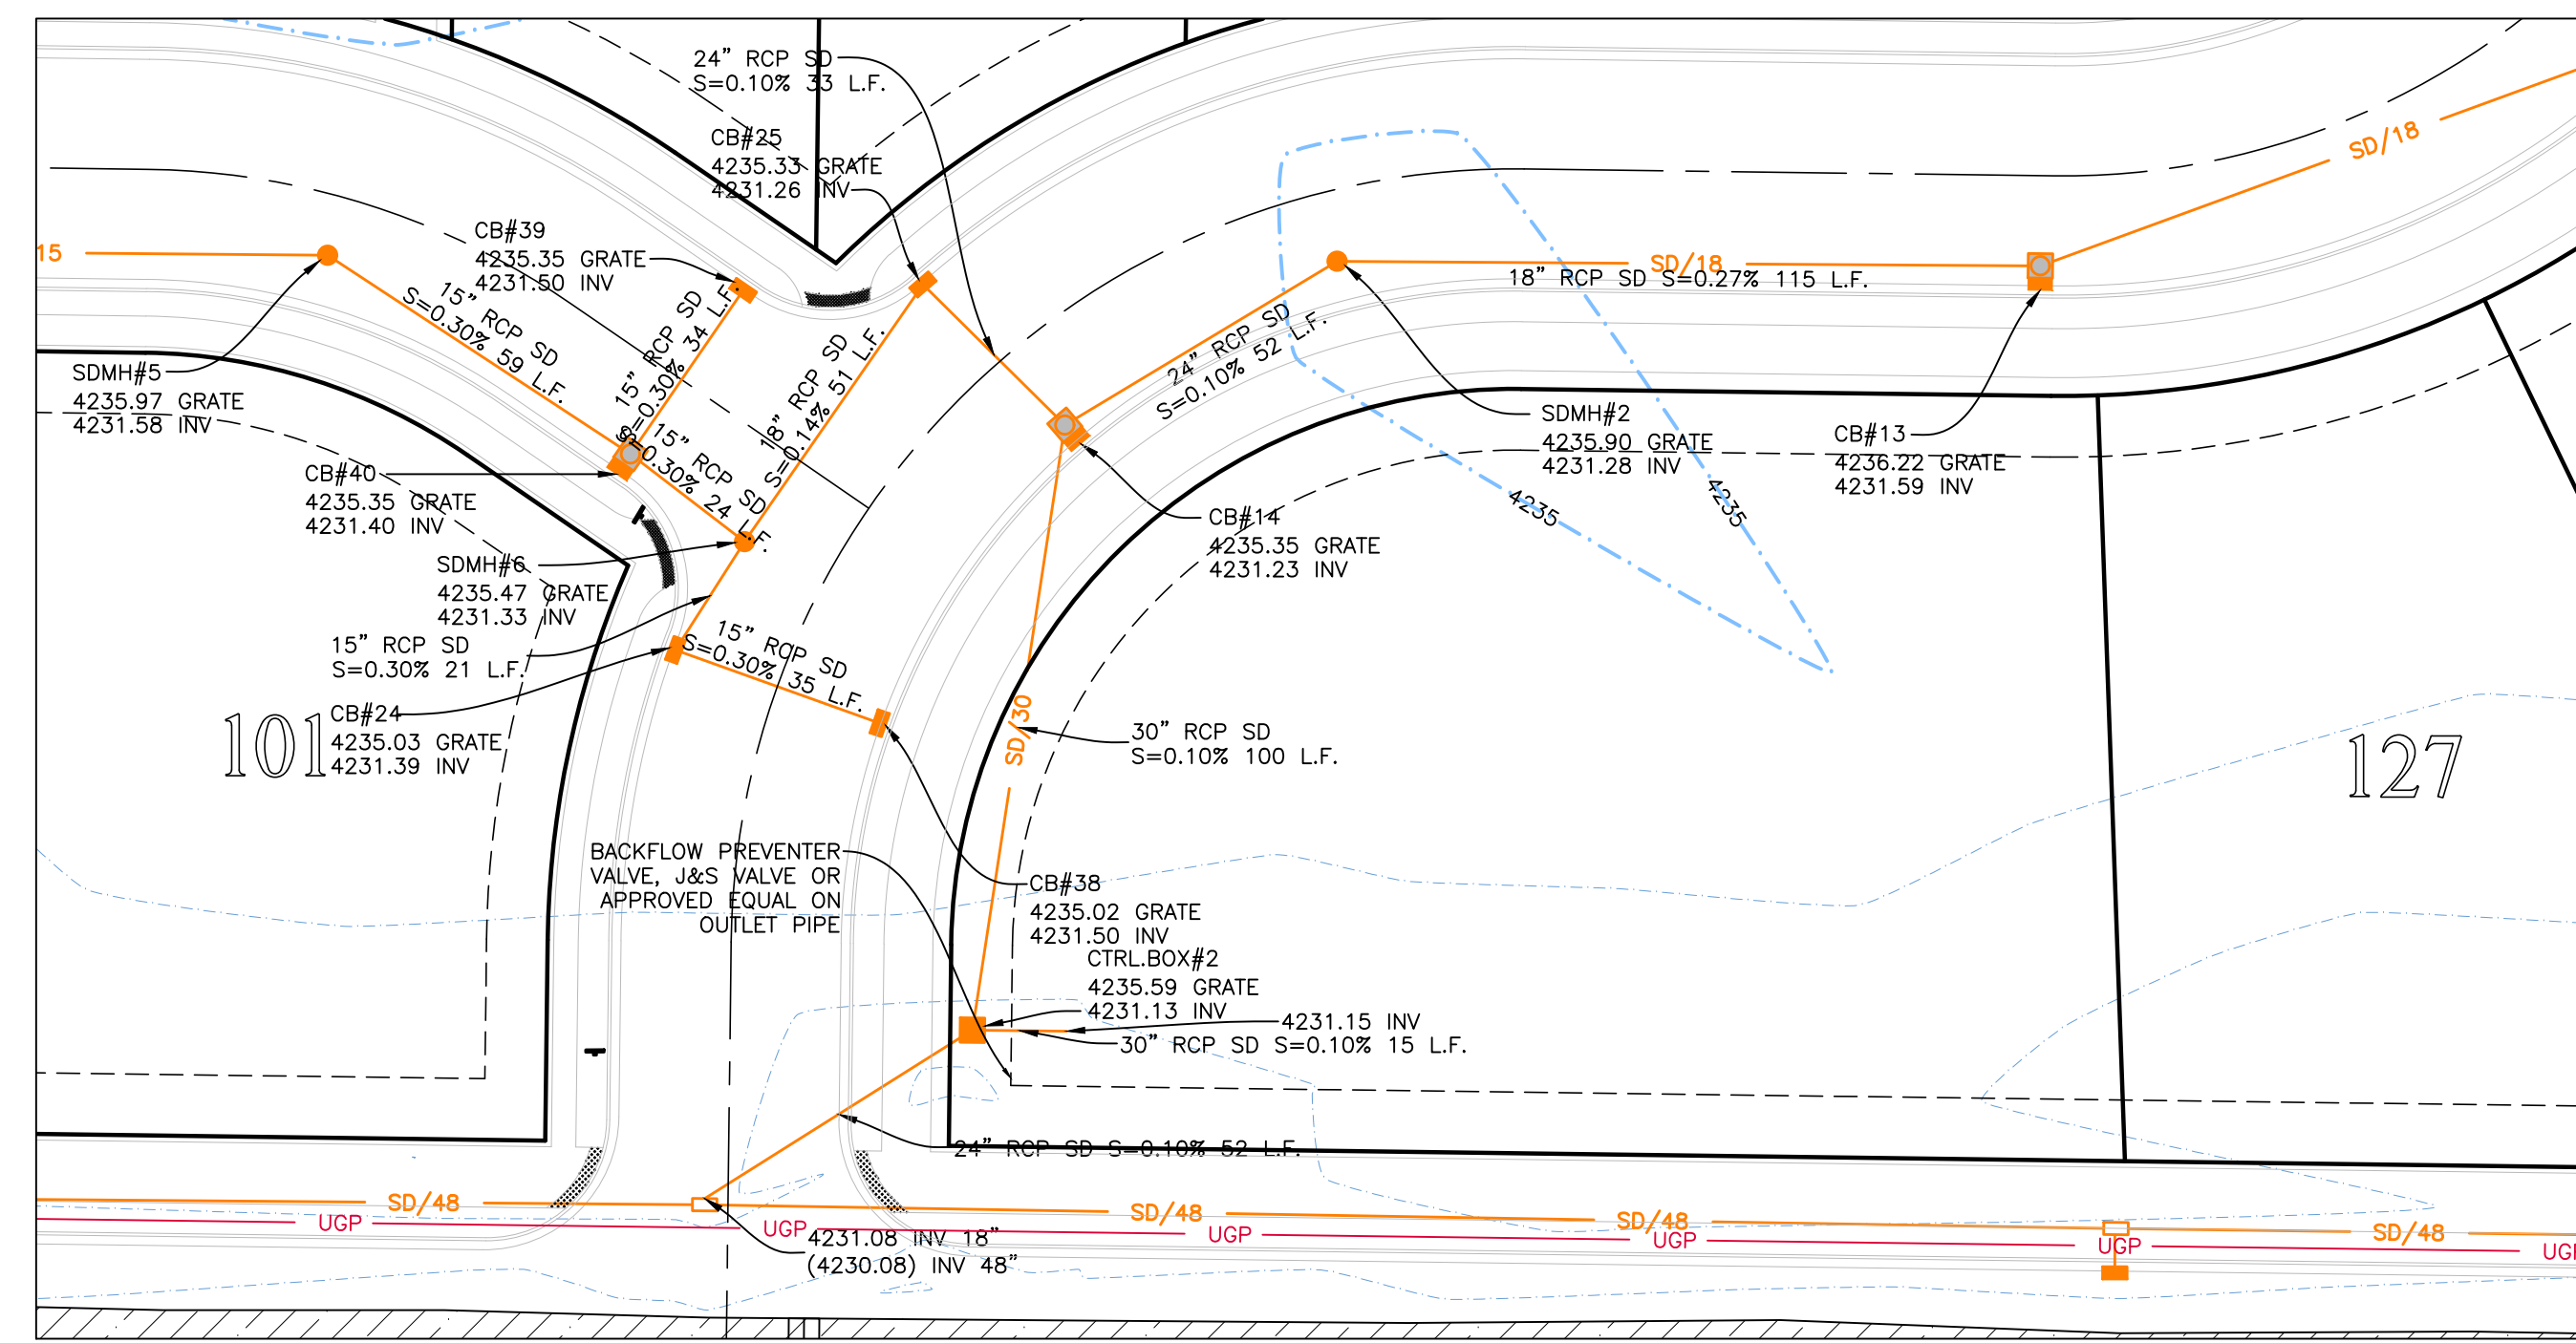 24” RCP SD
S=0.10% 33 L.F.
CB#25
4235.33 GRATE
4231.26 INV
CB#39
4235.35 GRATE
4231.50 INV
15
SD/18
SD/18
18” RCP SD S=0.27% 115 L.F.
15” RCP SD
S=0.30% 59 L.F.
15” RCP SD
S=0.30% 34 L.F.
18” RCP SD
S=0.14% 51 L.F.
24” RCP SD
S=0.10% 52 L.F.
SDMH#5
4235.97 GRATE
4231.58 INV
SDMH#2
4235.90 GRATE
4231.28 INV
CB#13
4236.22 GRATE
4231.59 INV
15” RCP SD
S=0.30% 24 L.F.
CB#40
4235.35 GRATE
4231.40 INV
4235
4235
CB#14
4235.35 GRATE
4231.23 INV
SDMH#6
4235.47 GRATE
4231.33 INV
15” RCP SD
S=0.30% 21 L.F.
15” RCP SD
S=0.30% 35 L.F.
CB#24
4235.03 GRATE
4231.39 INV
101
SD/30
30” RCP SD
S=0.10% 100 L.F.
127
BACKFLOW PREVENTER
VALVE, J&S VALVE OR
APPROVED EQUAL ON
OUTLET PIPE
CB#38
4235.02 GRATE
4231.50 INV
CTRL.BOX#2
4235.59 GRATE
4231.13 INV
4231.15 INV
30” RCP SD S=0.10% 15 L.F.
24” RCP SD S=0.10% 52 L.F.
SD/48
SD/48
SD/48
SD/48
UGP
UGP
UGP
UGP
UGP
UGP
4231.08 INV 18”
(4230.08) INV 48”